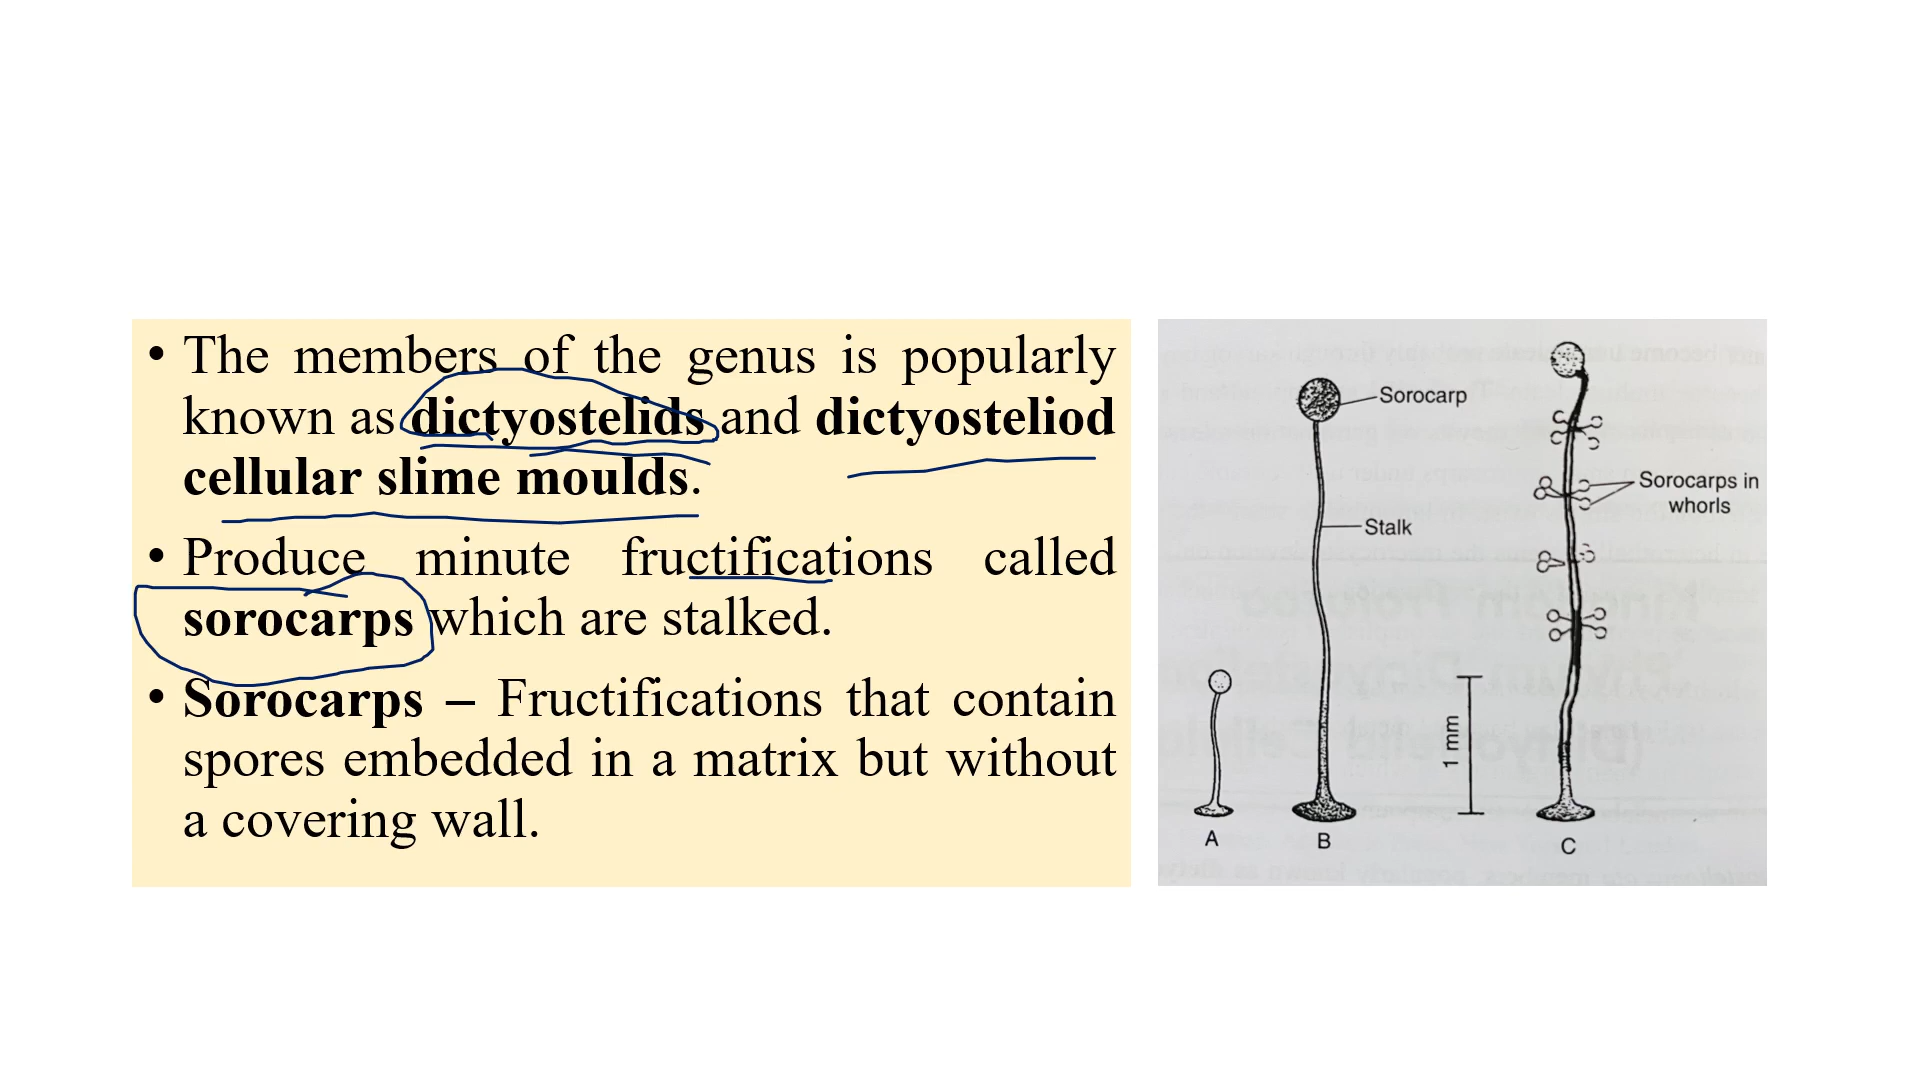 • The members of the genus is popularly
known as dictyostelids and dictyosteliod
cellular slime moulds.
• Produce minute fructifications called
sorocarps which are stalked.
• Sorocarps – Fructifications that contain
spores embedded in a matrix but without
a covering wall.
Sorocarp
Stalk
Sorocarps in
whorls
1 mm
A
B
C